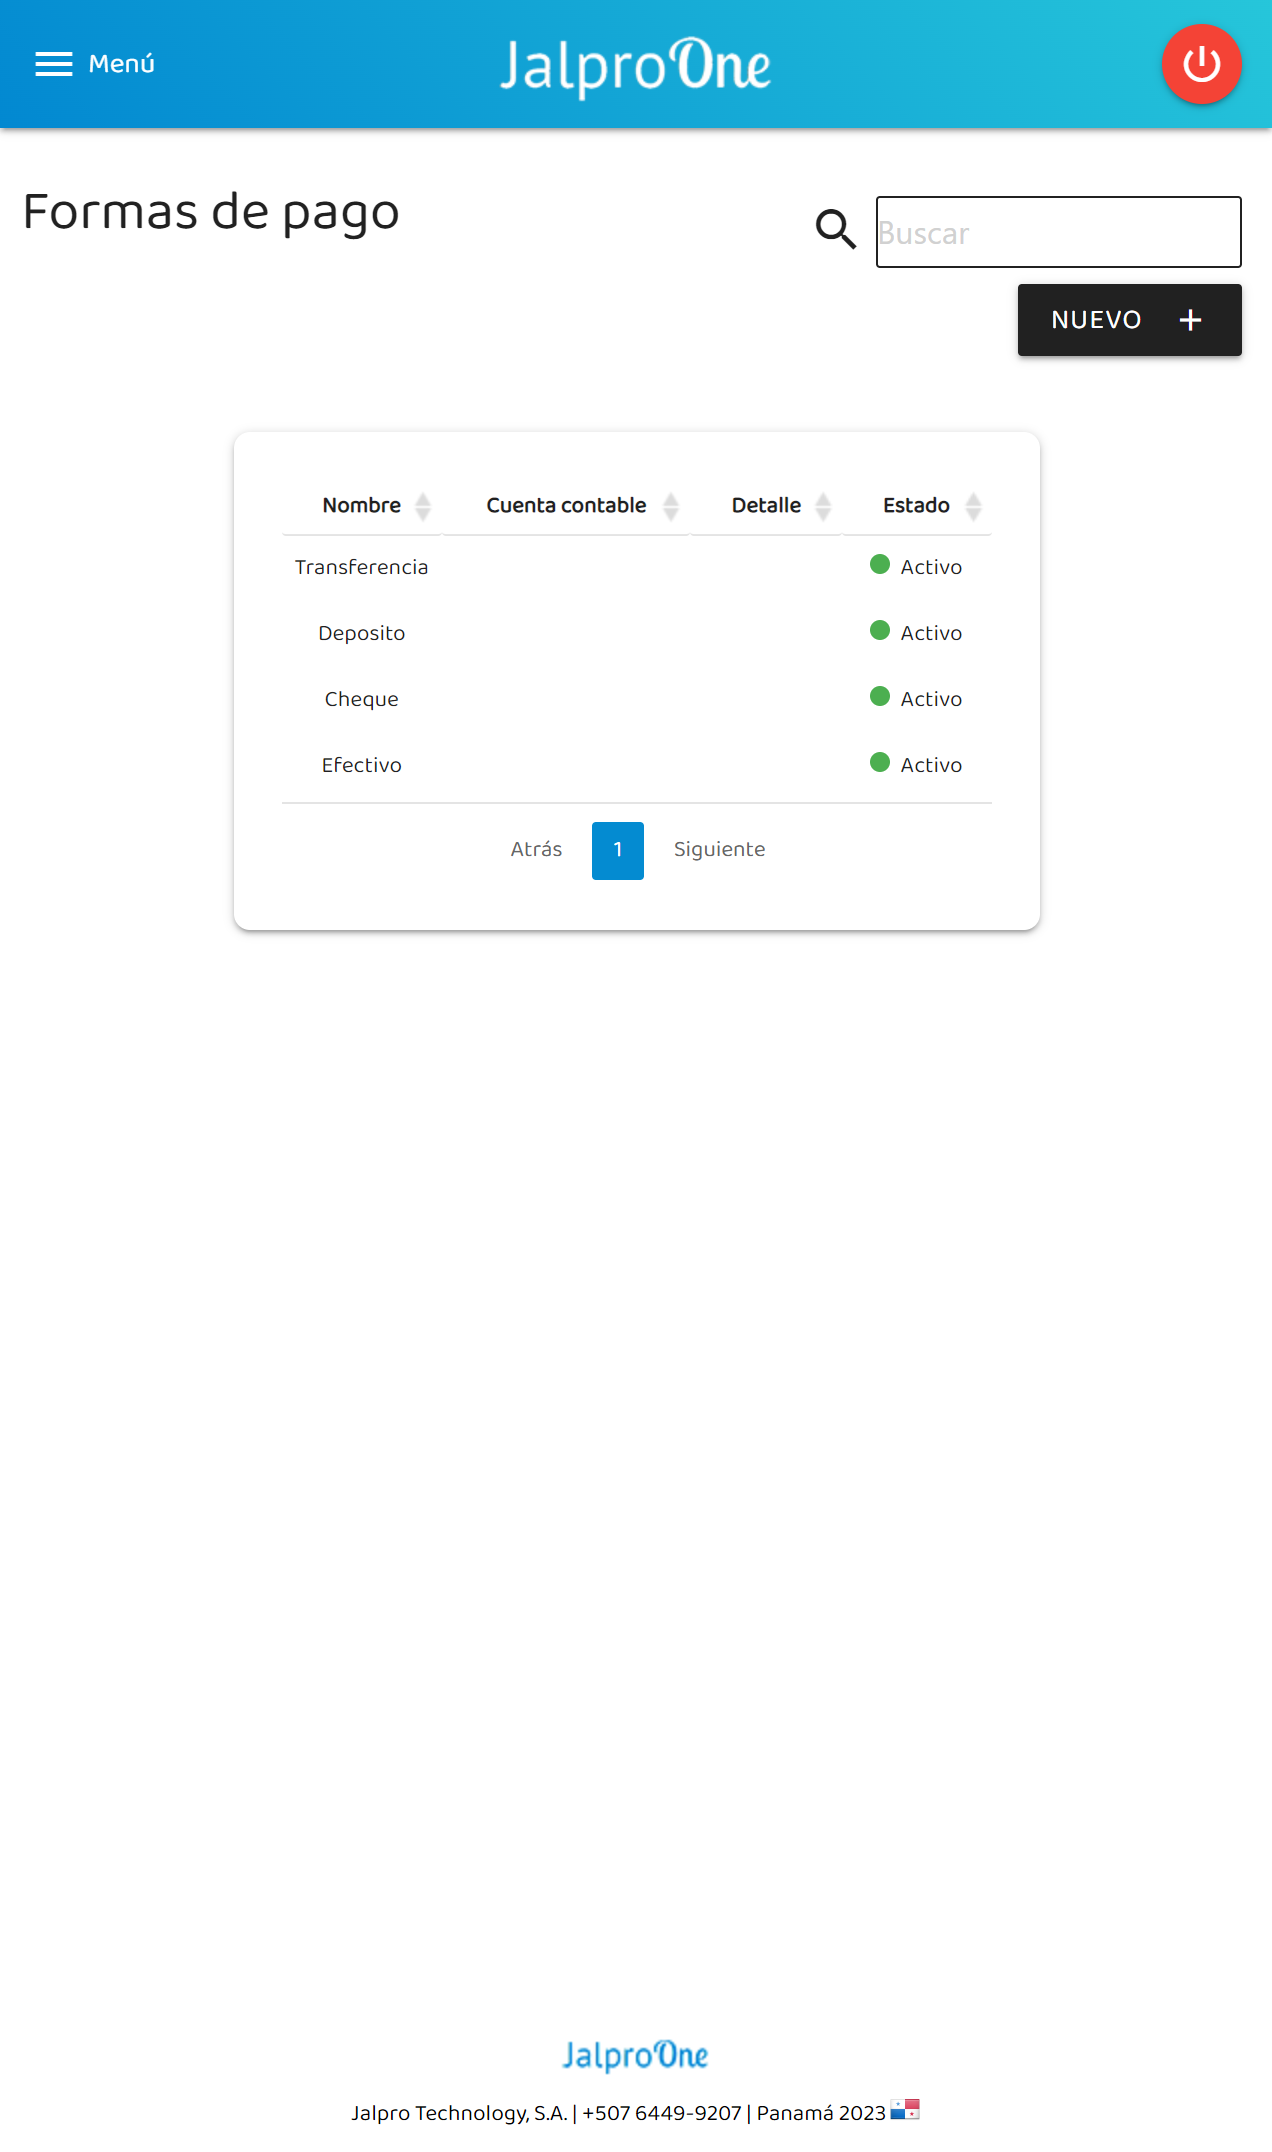 Menú
JalproOne
Formas de pago
Buscar
NUEVO +
Nombre Cuenta contable Detalle Estado
Transferencia Activo
Deposito Activo
Cheque Activo
Efectivo Activo
Atrás 1 Siguiente
JalproOne
Jalpro Technology, S.A. | +507 6449-9207 | Panamá 2023